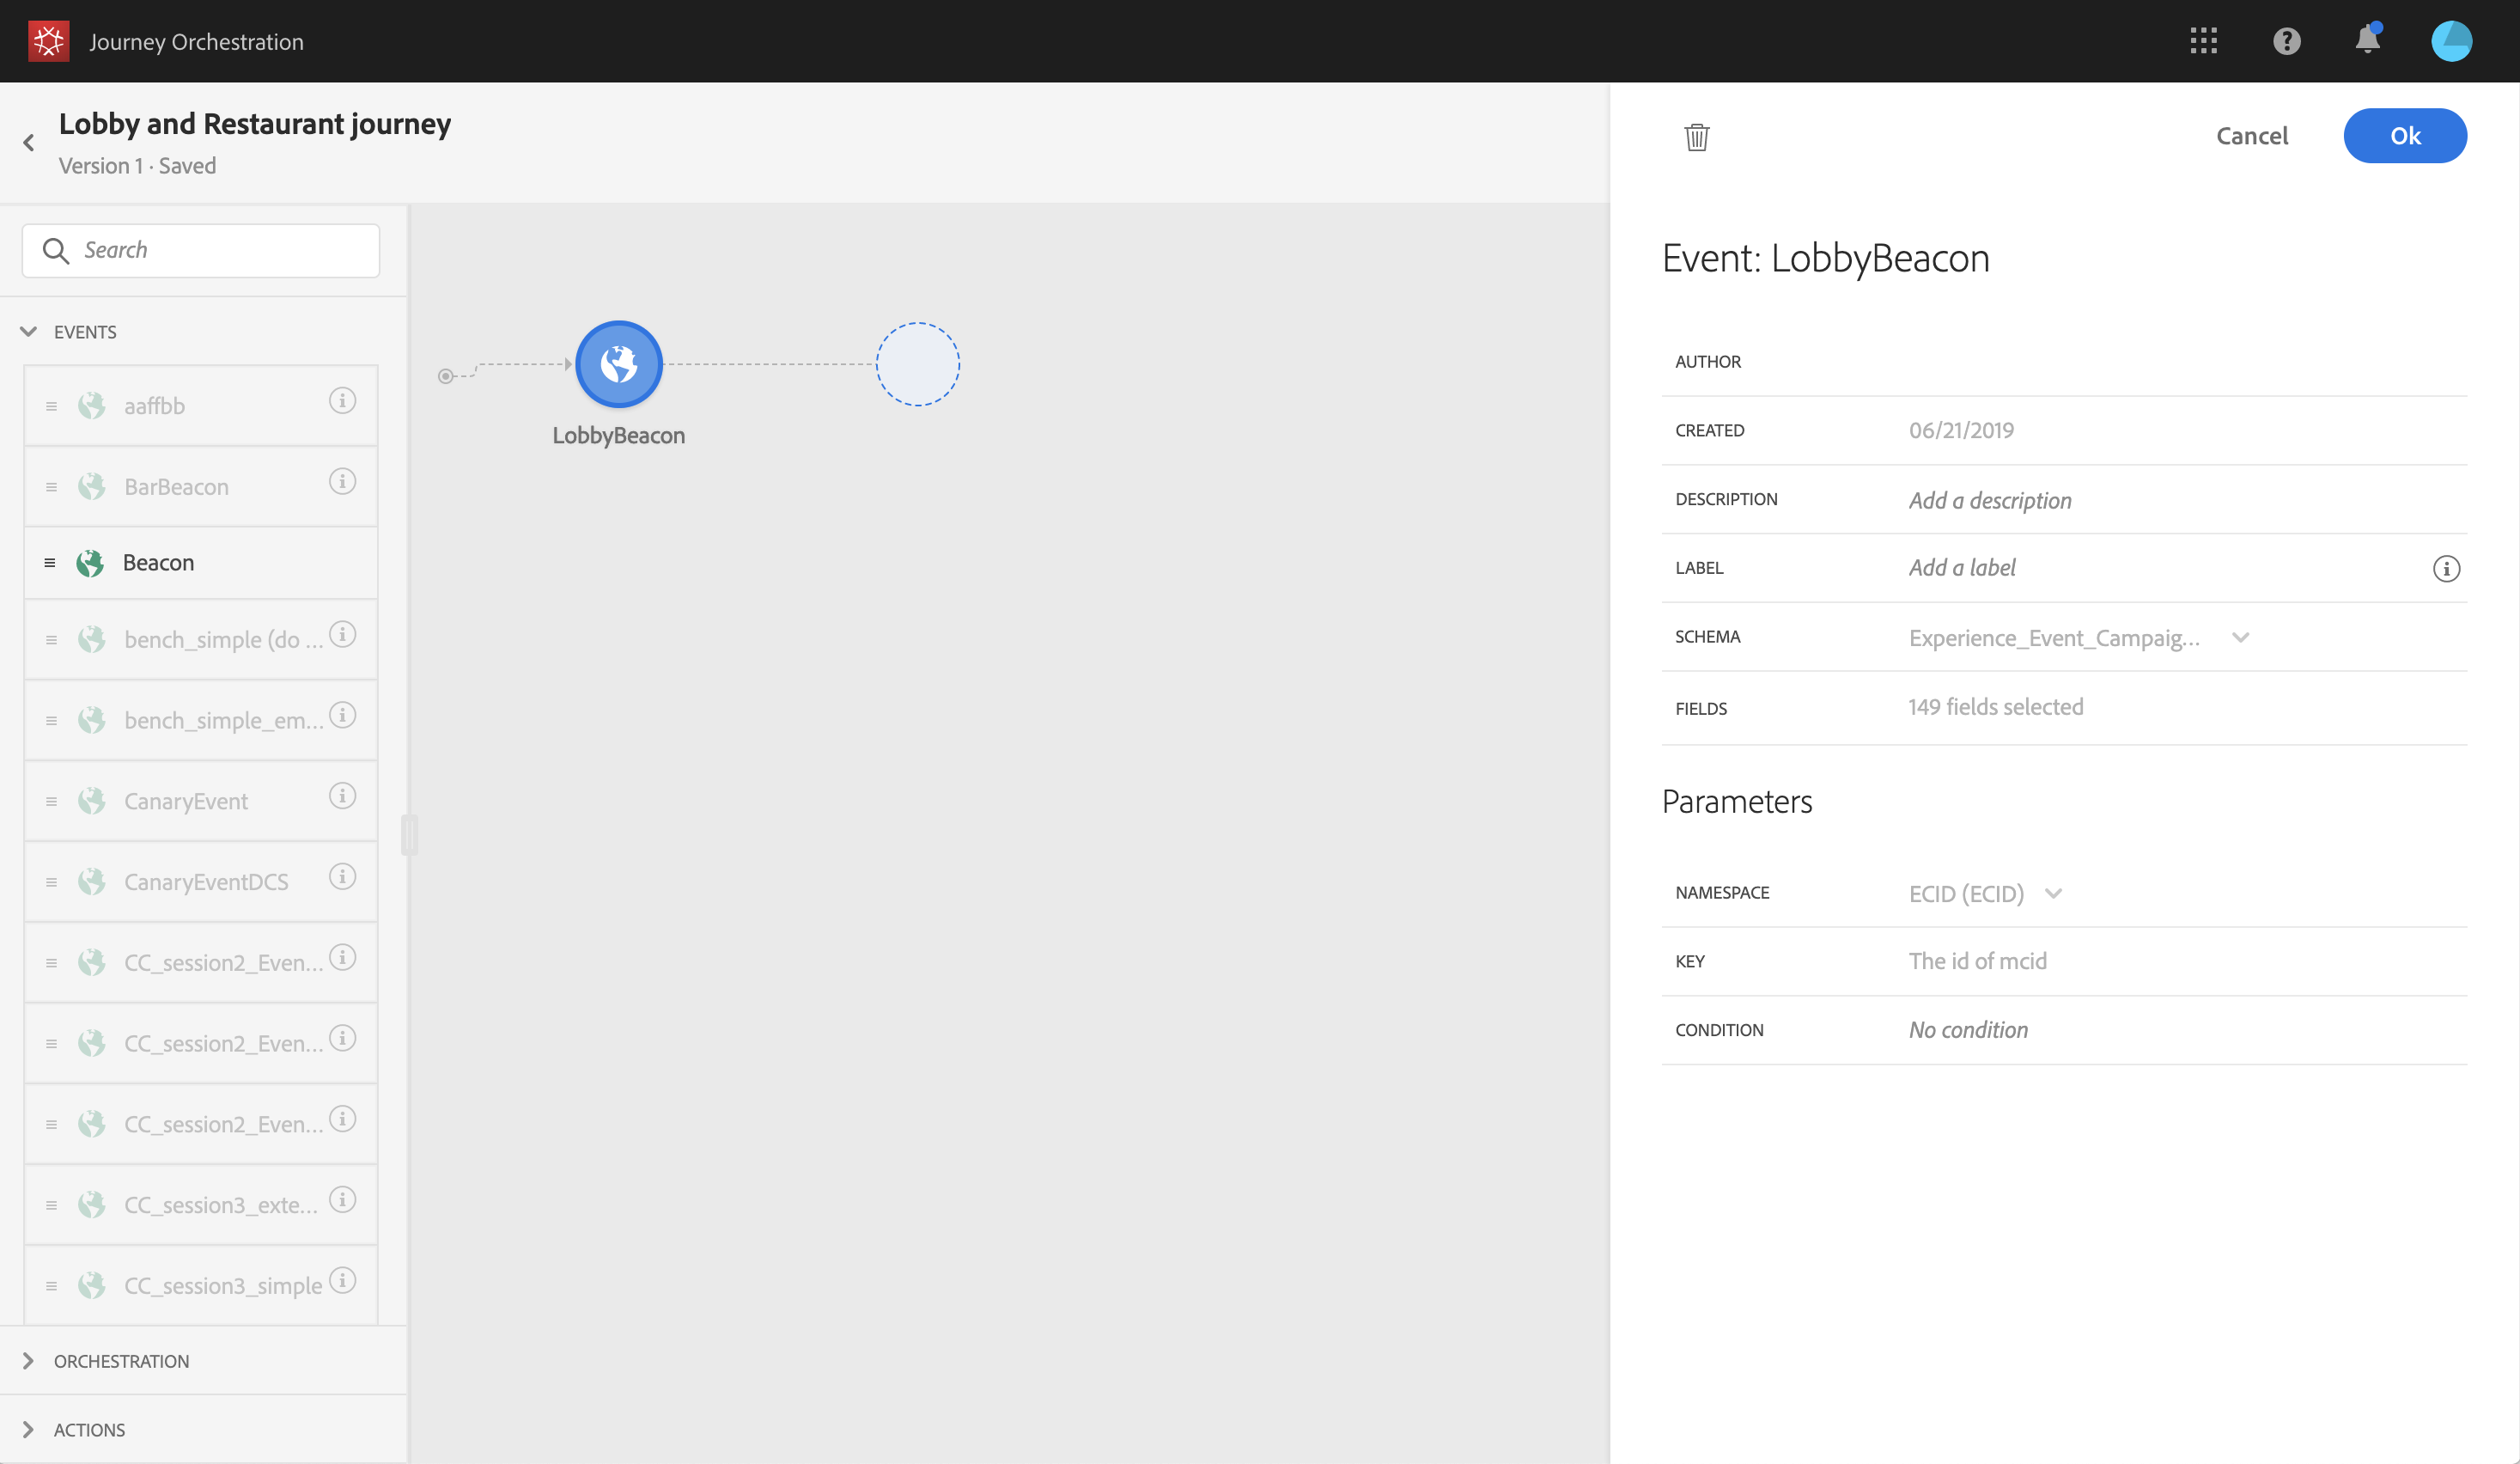 Journey Orchestration
Lobby and Restaurant journey
Version 1 · Saved
Cancel
Ok
Search
EVENTS
aaffbb
BarBeacon
Beacon
bench_simple (do ...
bench_simple_em...
CanaryEvent
CanaryEventDCS
CC_session2_Even...
CC_session2_Even...
CC_session2_Even...
CC_session3_exte...
CC_session3_simple
ORCHESTRATION
ACTIONS
LobbyBeacon
Event: LobbyBeacon
AUTHOR
CREATED 06/21/2019
DESCRIPTION Add a description
LABEL Add a label
SCHEMA Experience_Event_Campaig...
FIELDS 149 fields selected
Parameters
NAMESPACE ECID (ECID)
KEY The id of mcid
CONDITION No condition